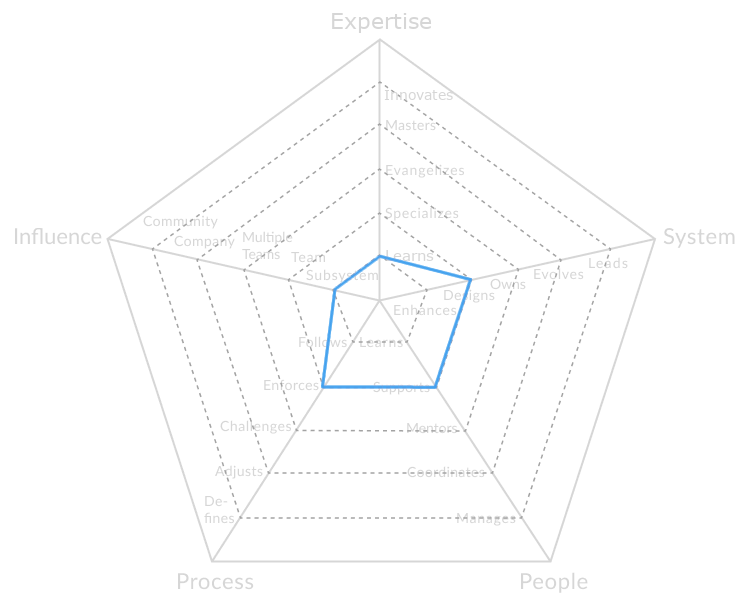 Expertise
Innovates
Masters
Evangelizes
Specializes
Community
Influence
Company
Multiple
Teams
Team
Learns
System
Leads
Subsystem
Evolves
Owns
Designs
Enhances
Follows
Learns
Enforces
Supports
Challenges
Mentors
Adjusts
Coordinates
De-
fines
Manages
Process
People